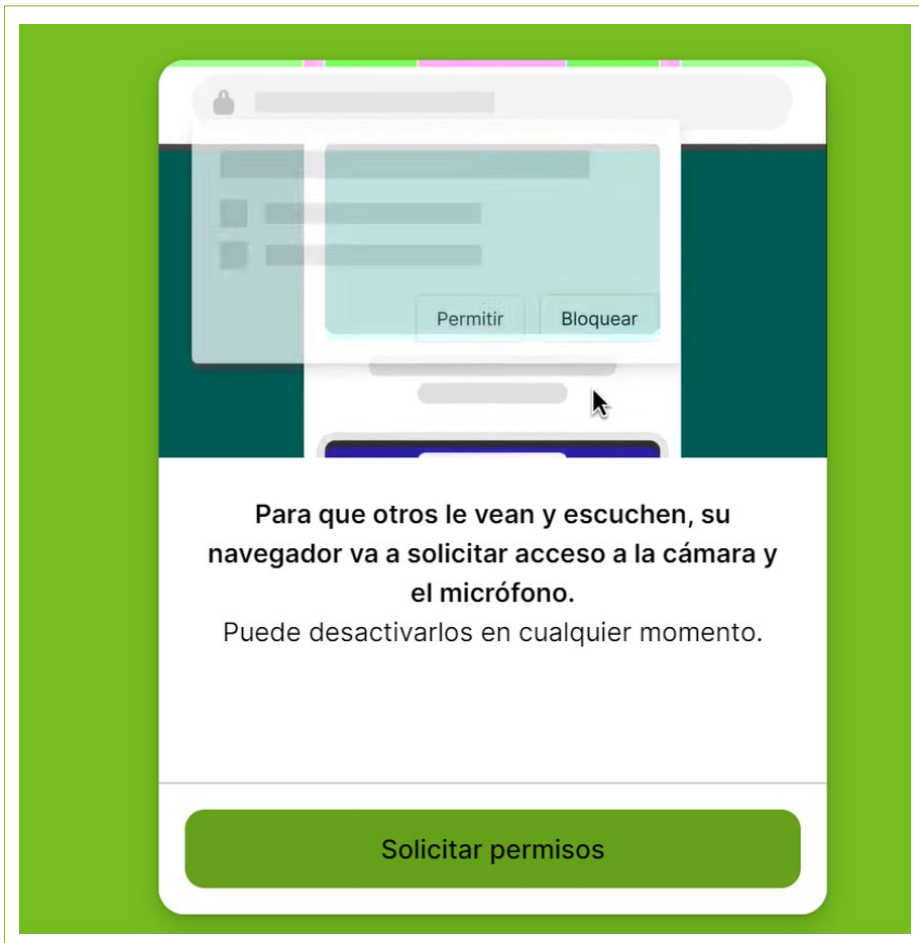 Permitir Bloquear
Para que otros le vean y escuchen, su
navegador va a solicitar acceso a la cámara y
el micrófono.
Puede desactivarlos en cualquier momento.
Solicitar permisos